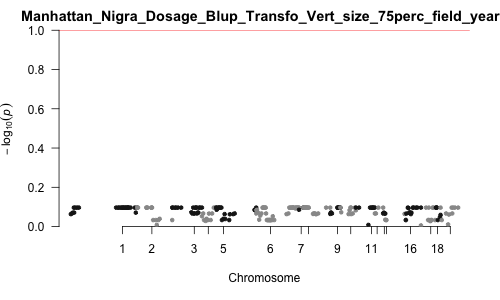 Manhattan_Nigra_Dosage_Blup_Transfo_Vert_size_75perc_field_year
1.0
0.8
0.6
0.4
0.2
0.0
− log10(p)
1 2 3 5 6 7 9 11 16 18
Chromosome